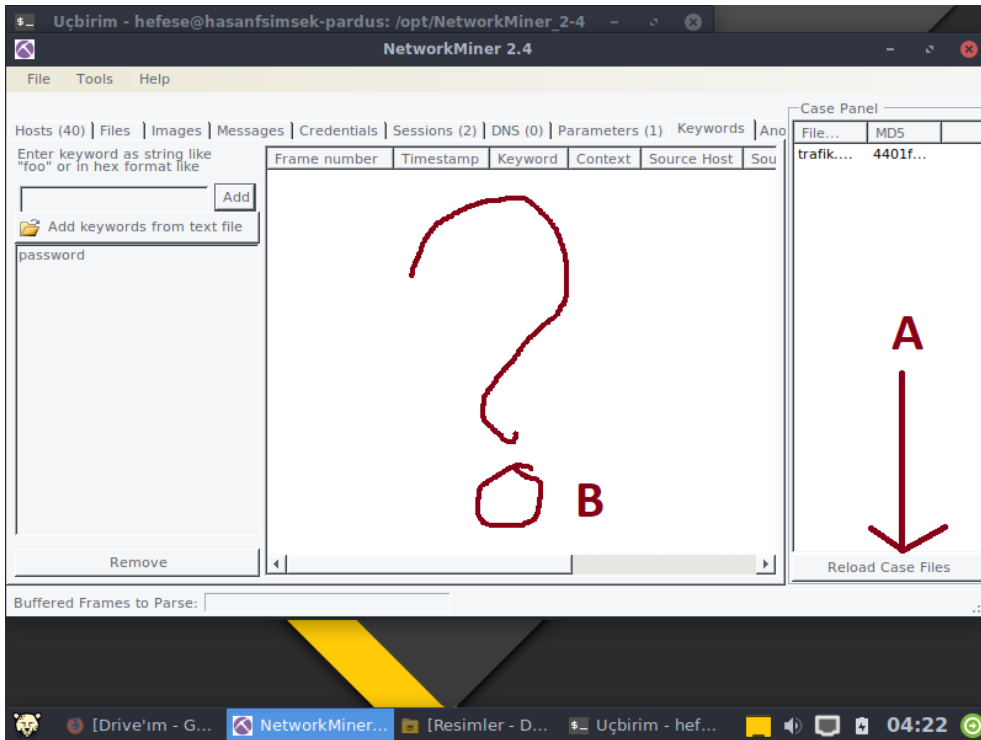 Uçbirim - hefese@hasanfsimsek-pardus: /opt/NetworkMiner_2-4
NetworkMiner 2.4
File Tools Help
Hosts (40) Files Images Messages Credentials Sessions (2) DNS (0) Parameters (1) Keywords Ano
Enter keyword as string like
"foo" or in hex format like
Add
Add keywords from text file
password
Remove
Frame number Timestamp Keyword Context Source Host Sou
?
B
Case Panel
File... MD5
trafik.... 4401f...
A
Reload Case Files
Buffered Frames to Parse:
[Drive'ım - G... NetworkMiner... [Resimler - D... Uçbirim - hef... 04:22